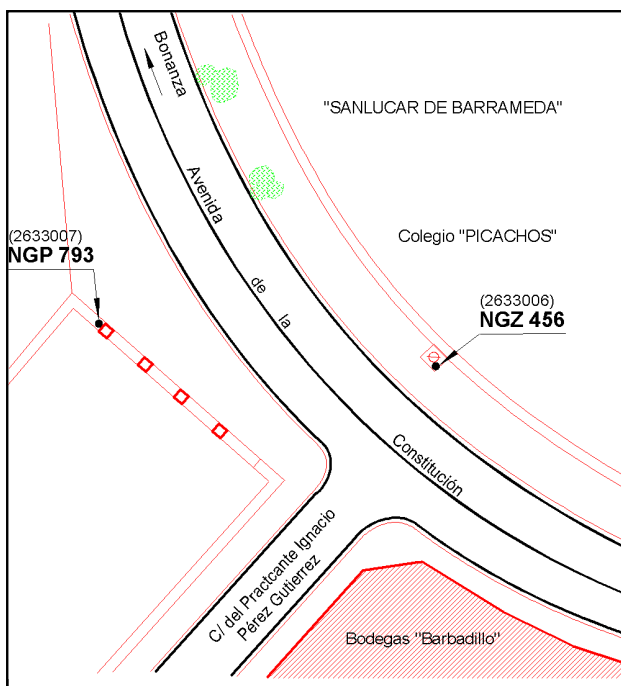 Bonanza
"SANLUCAR DE BARRAMEDA"
Avenida
de
la
Constitución
Colegio "PICACHOS"
(2633007)
NGP 793
(2633006)
NGZ 456
C/ del Practcante Ignacio
Pérez Gutierrez
Bodegas "Barbadillo"